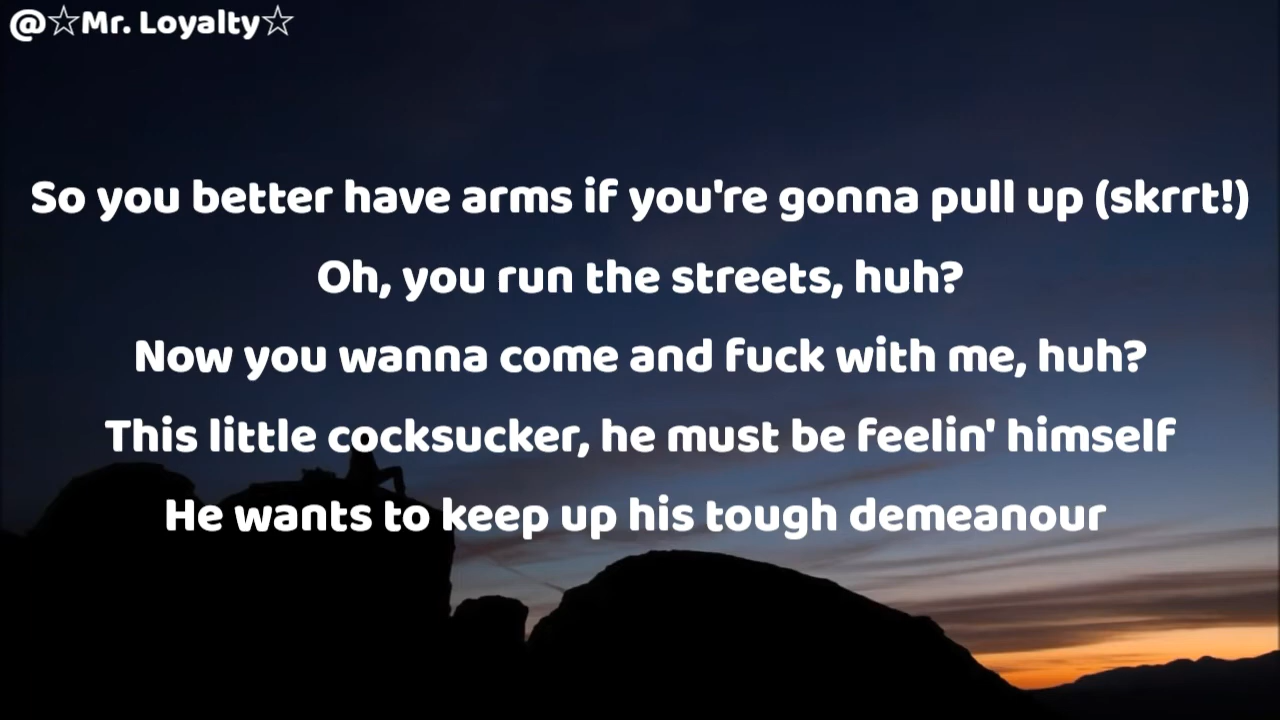 @☆Mr. Loyalty☆
So you better have arms if you're gonna pull up (skrrt!)
Oh, you run the streets, huh?
Now you wanna come and fuck with me, huh?
This little cocksucker, he must be feelin' himself
He wants to keep up his tough demeanour